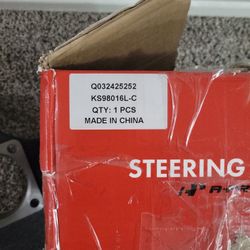 Q032425252
KS98016L-C
QTY: 1 PCS
MADE IN CHINA
STEERING